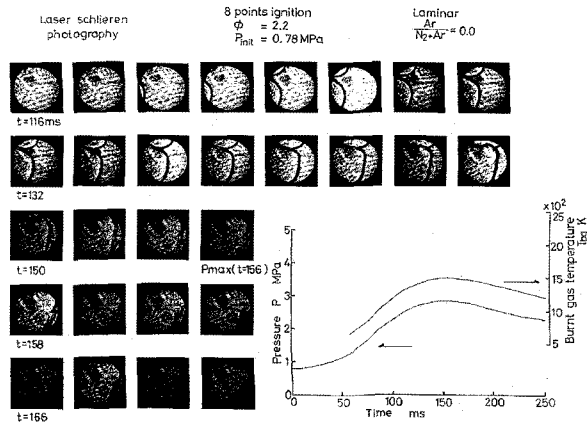 Laser schlieren
photography
8 points ignition
ϕ = 2.2
Pinit = 0.78 MPa
Laminar
Ar
N2+Ar = 0.0
t=116ms
t=132
t=150
Pmax(t=156)
t=158
t=166
5
4
3
2
1
0
Pressure P MPa
0 50 100 150 200 250
Time ms
×10²
25
20
15
10
5
Burnt gas temperature
K